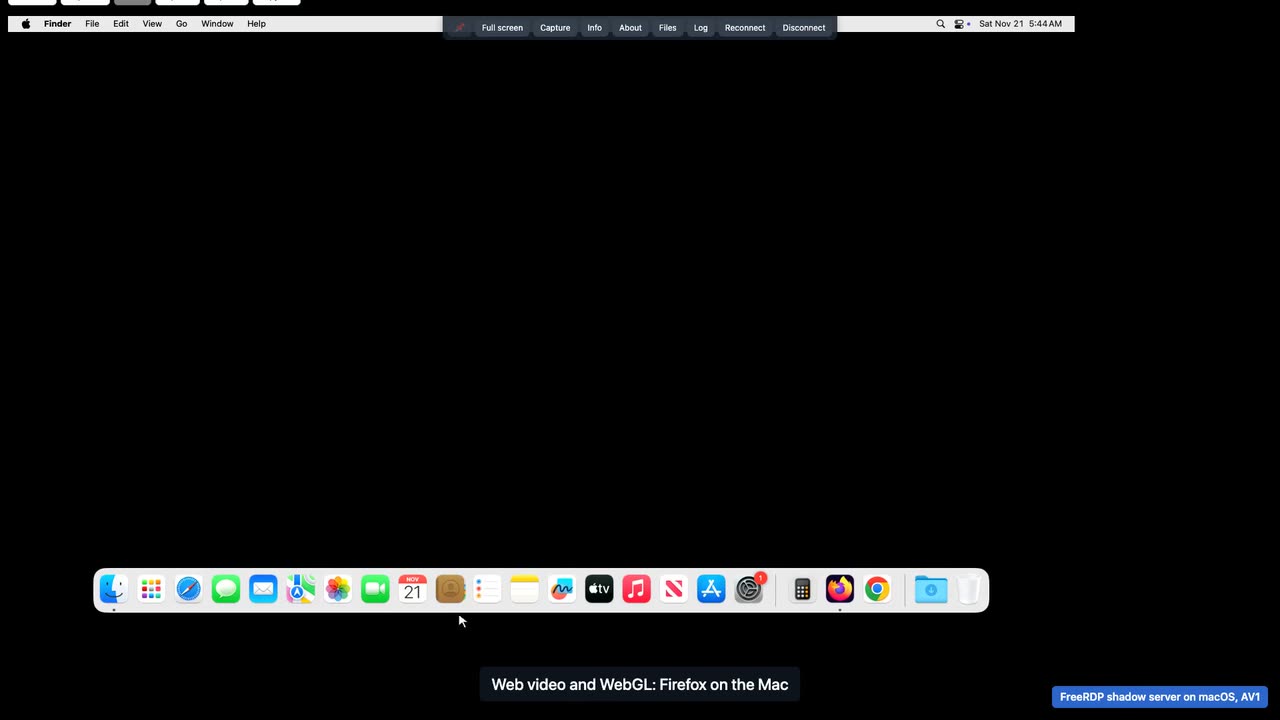 Finder File Edit View Go Window Help
Full screen Capture Info About Files Log Reconnect Disconnect
Sat Nov 21 5:44 AM
NOV
21
tv
1
Web video and WebGL: Firefox on the Mac
FreeRDP shadow server on macOS, AV1